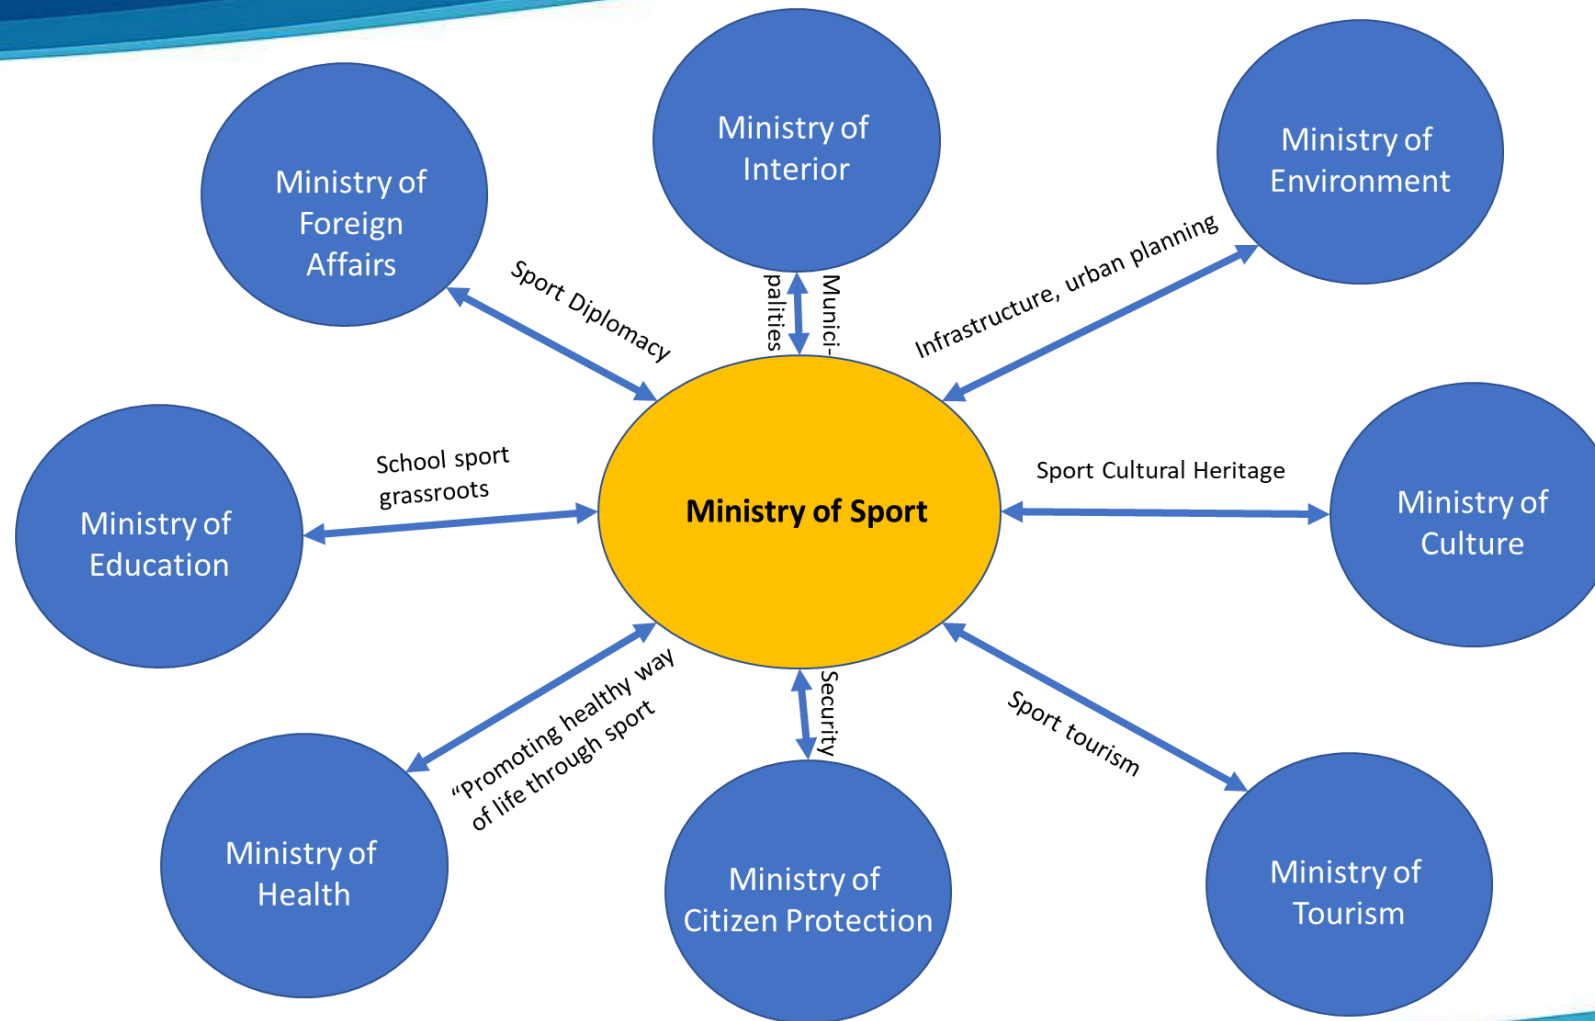 Ministry of
Interior
Ministry of
Environment
Ministry of
Foreign
Affairs
Sport Diplomacy
Munici-
palities
Infrastructure, urban planning
School sport
grassroots
Sport Cultural Heritage
Ministry of Sport
Ministry of
Education
Ministry of
Culture
"Promoting healthy way
of life through sport
Security
Sport tourism
Ministry of
Health
Ministry of
Citizen Protection
Ministry of
Tourism